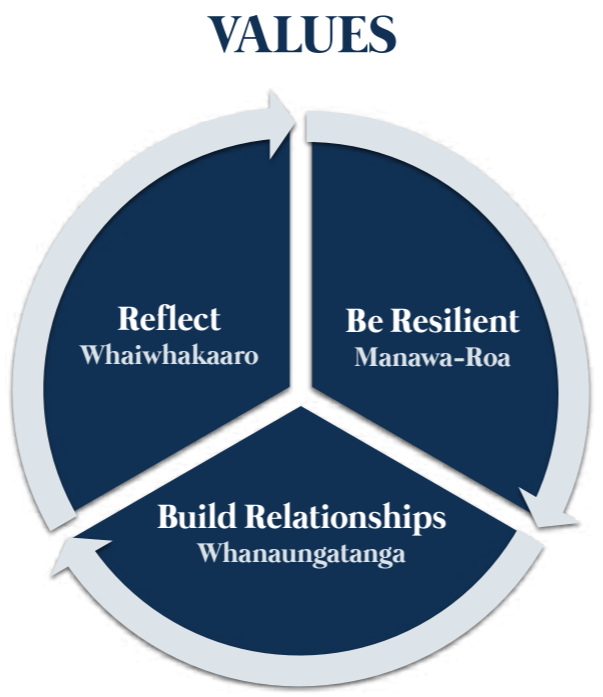 VALUES
Reflect
Whaiwhakaaro
Be Resilient
Manawa-Roa
Build Relationships
Whanaungatanga